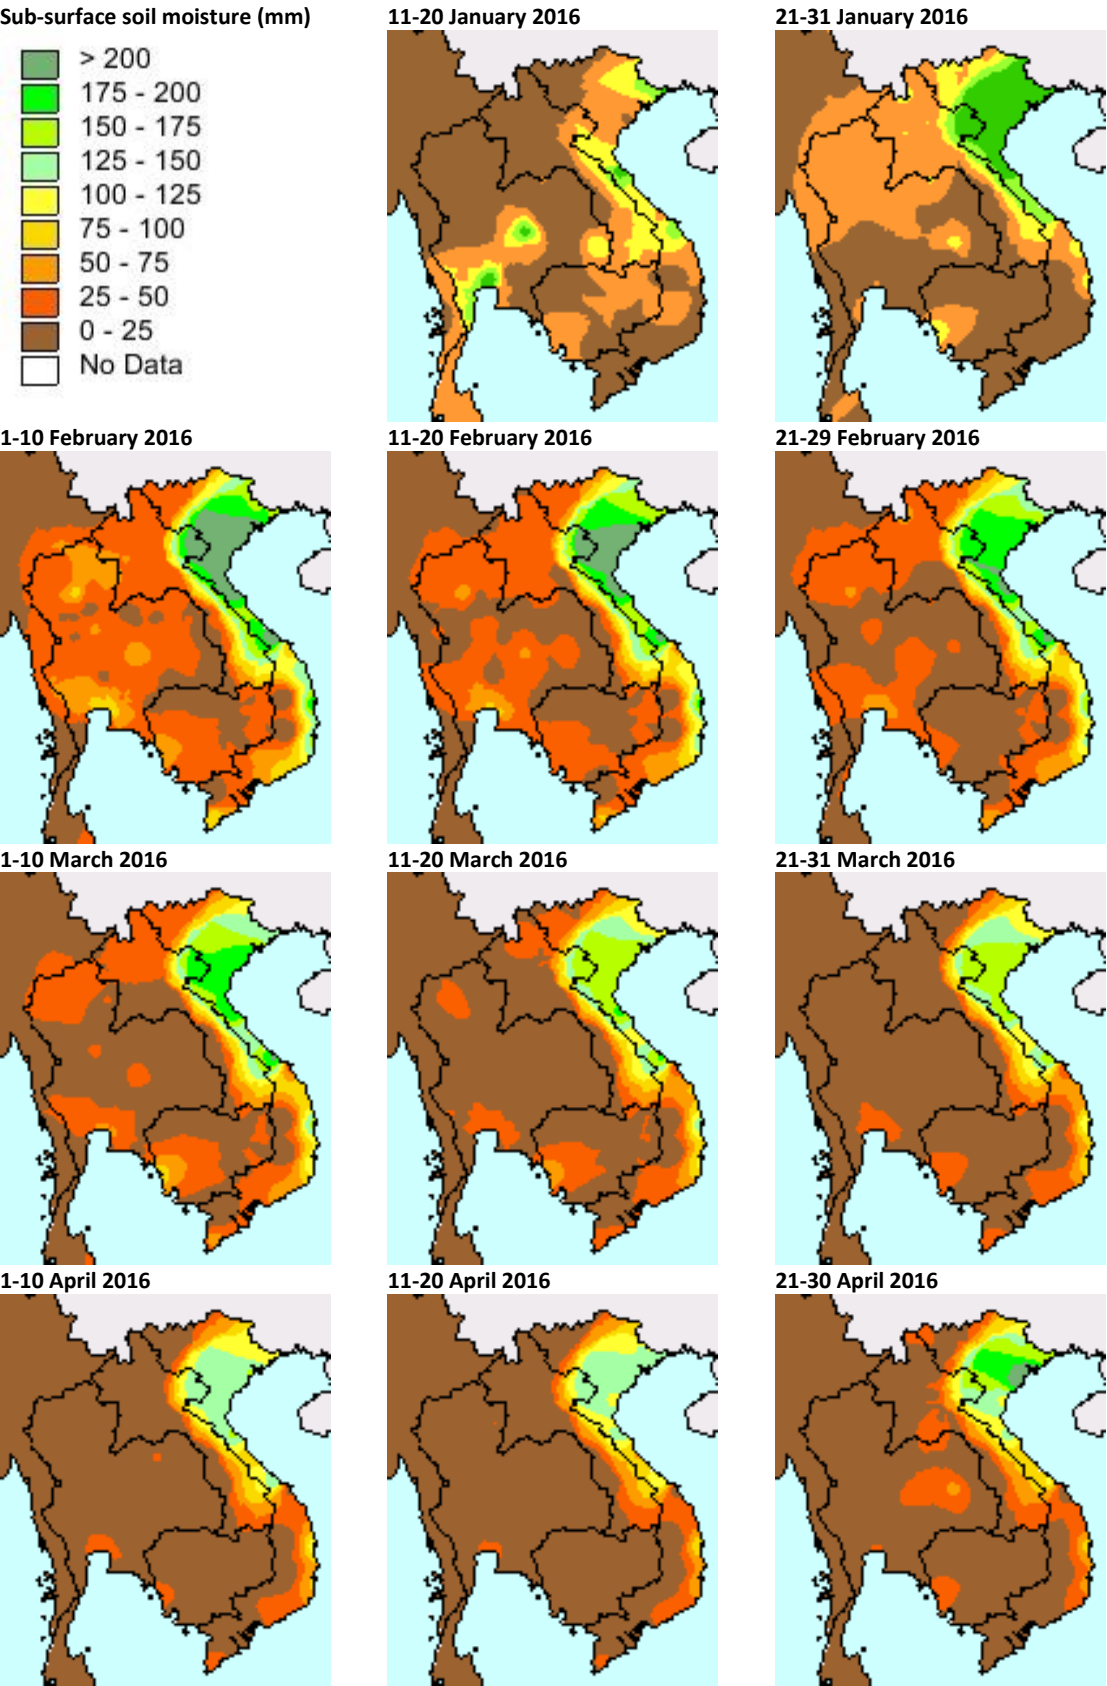 Sub-surface soil moisture (mm)
> 200
175 - 200
150 - 175
125 - 150
100 - 125
75 - 100
50 - 75
25 - 50
0 - 25
No Data
11-20 January 2016
21-31 January 2016
1-10 February 2016
11-20 February 2016
21-29 February 2016
1-10 March 2016
11-20 March 2016
21-31 March 2016
1-10 April 2016
11-20 April 2016
21-30 April 2016